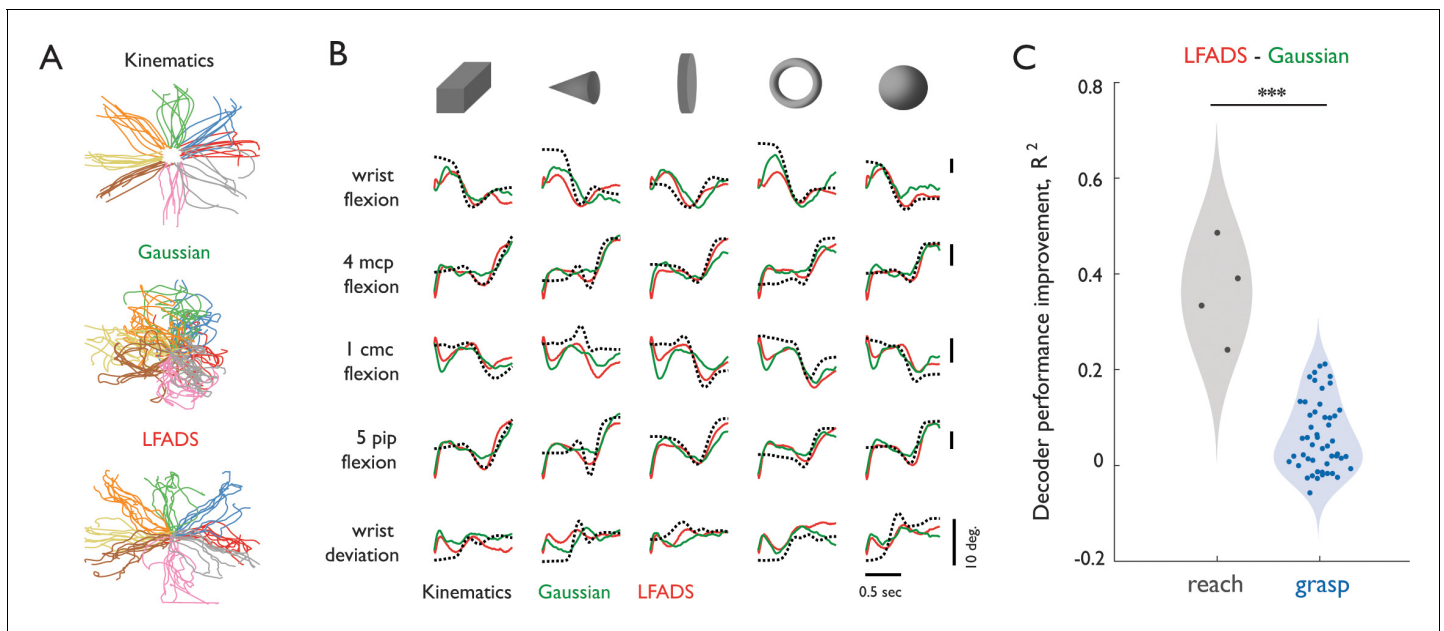 A
Kinematics
Gaussian
LFADS
B
wrist
flexion
4 mcp
flexion
1 cmc
flexion
5 pip
flexion
wrist
deviation
10 deg.
Kinematics Gaussian LFADS
0.5 sec
C
LFADS - Gaussian
***
Decoder performance improvement, R²
0.8
0.6
0.4
0.2
0
-0.2
reach grasp